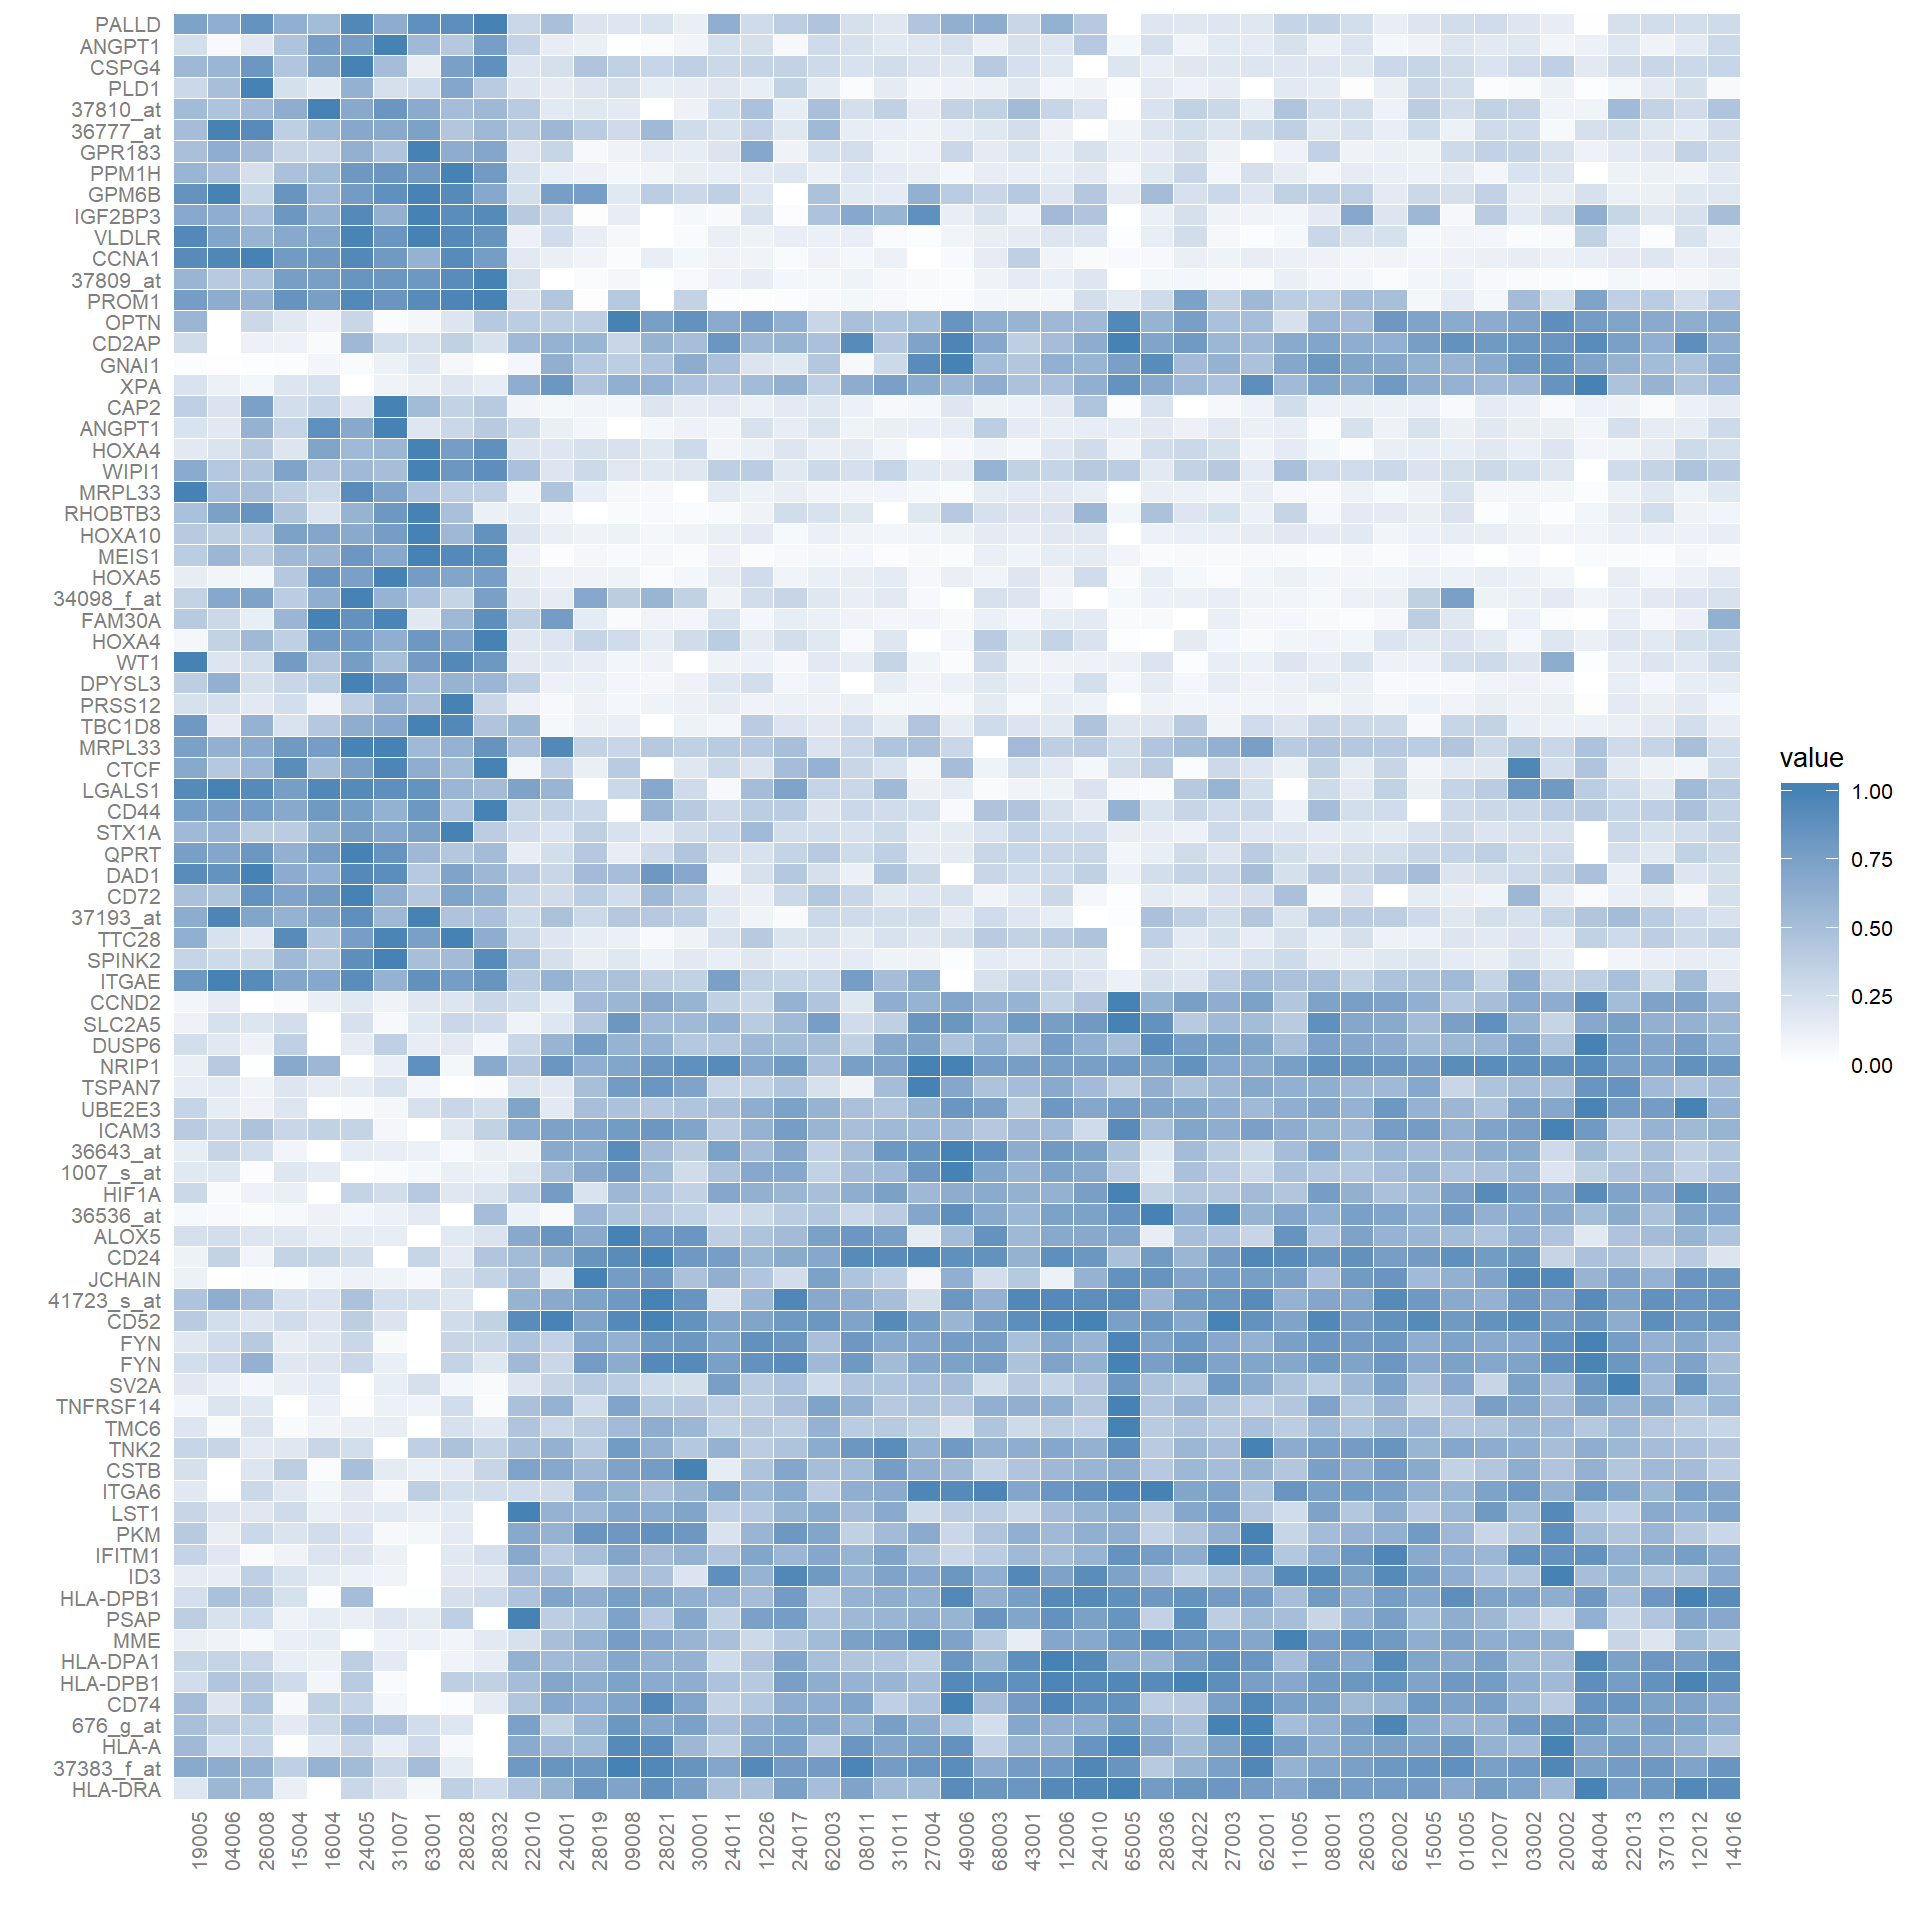 PALLD
ANGPT1
CSPG4
PLD1
37810_at
36777_at
GPR183
PPM1H
GPM6B
IGF2BP3
VLDLR
CCNA1
37809_at
PROM1
OPTN
CD2AP
GNAI1
XPA
CAP2
ANGPT1
HOXA4
WIPI1
MRPL33
RHOBTB3
HOXA10
MEIS1
HOXA5
34098_f_at
FAM30A
HOXA4
WT1
DPYSL3
PRSS12
TBC1D8
MRPL33
CTCF
LGALS1
CD44
STX1A
QPRT
DAD1
CD72
37193_at
TTC28
SPINK2
ITGAE
CCND2
SLC2A5
DUSP6
NRIP1
TSPAN7
UBE2E3
ICAM3
36643_at
1007_s_at
HIF1A
36536_at
ALOX5
CD24
JCHAIN
41723_s_at
CD52
FYN
FYN
SV2A
TNFRSF14
TMC6
TNK2
CSTB
ITGA6
LST1
PKM
IFITM1
ID3
HLA-DPB1
PSAP
MME
HLA-DPA1
HLA-DPB1
CD74
676_g_at
HLA-A
37383_f_at
HLA-DRA
19005
04006
26008
15004
16004
24005
31007
63001
28028
28032
22010
24001
28019
09008
28021
30001
24011
12026
24017
62003
08011
31011
27004
49006
68003
43001
12006
24010
65005
28036
24022
27003
62001
11005
08001
26003
62002
15005
01005
12007
03002
20002
84004
22013
37013
12012
14016
value
1.00
0.75
0.50
0.25
0.00